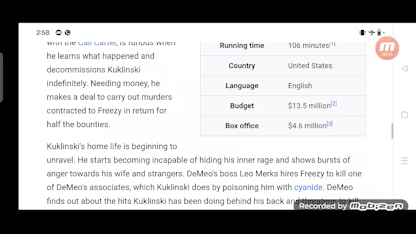 2:58
with the Cali Cartel, is furious when
he learns what happened and
decommissions Kuklinski
indefinitely. Needing money, he
makes a deal to carry out murders
contracted to Freezy in return for
half the bounties.
Running time 106 minutes[1]
Country United States
Language English
Budget $13.5 million[2]
Box office $4.6 million[3]
Kuklinski's home life is beginning to
unravel. He starts becoming incapable of hiding his inner rage and shows bursts of
anger towards his wife and strangers. DeMeo's boss Leo Merks hires Freezy to kill one
of DeMeo's associates, which Kuklinski does by poisoning him with cyanide. DeMeo
finds out about the hits Kuklinski has been doing behind his back and threatens to kill
Recorded by Mobizen